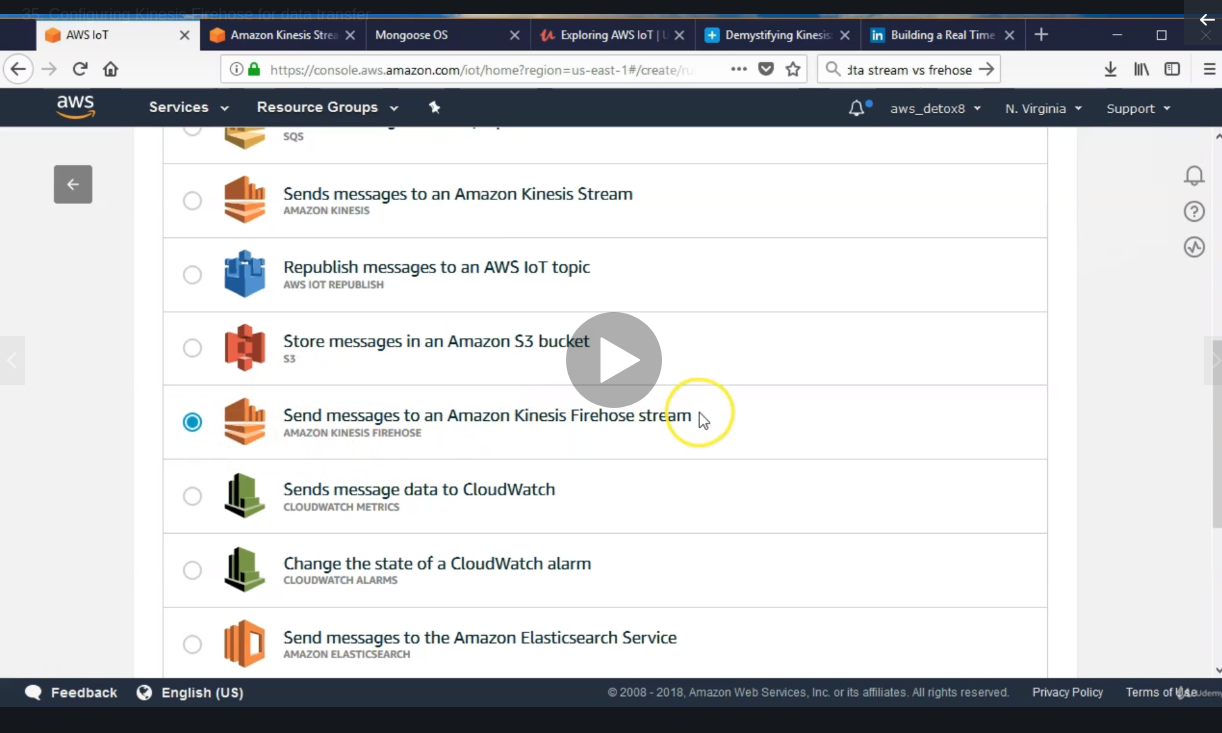 35. Configuring Kinesis Firehose for data transfer
AWS IoT
Amazon Kinesis Strea
Mongoose OS
Exploring AWS IoT | U
Demystifying Kinesis:
Building a Real Time
https://console.aws.amazon.com/iot/home?region=us-east-1#/create/ru
dta stream vs frehose
aws
Services
Resource Groups
aws_detox8
N. Virginia
Support
SQS
Sends messages to an Amazon Kinesis Stream
AMAZON KINESIS
Republish messages to an AWS IoT topic
AWS IOT REPUBLISH
Store messages in an Amazon S3 bucket
S3
Send messages to an Amazon Kinesis Firehose stream
AMAZON KINESIS FIREHOSE
Sends message data to CloudWatch
CLOUDWATCH METRICS
Change the state of a CloudWatch alarm
CLOUDWATCH ALARMS
Send messages to the Amazon Elasticsearch Service
AMAZON ELASTICSEARCH
Feedback
English (US)
© 2008 - 2018, Amazon Web Services, Inc. or its affiliates. All rights reserved.
Privacy Policy
Terms of Use
Udemy